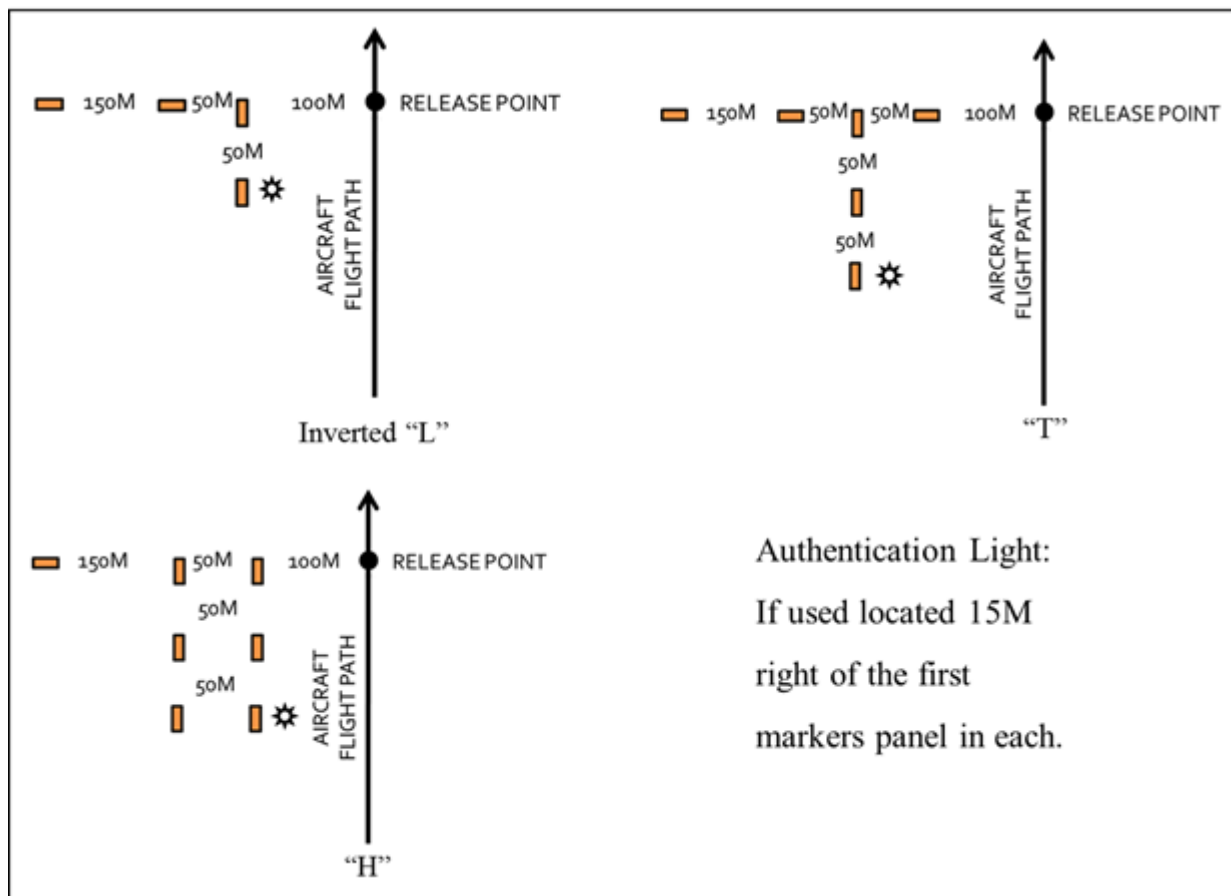 150M 50M 100M RELEASE POINT
50M
AIRCRAFT
FLIGHT PATH
Inverted “L”
150M 50M 50M 100M RELEASE POINT
50M
50M
AIRCRAFT
FLIGHT PATH
“T”
150M 50M 100M RELEASE POINT
50M
50M
AIRCRAFT
FLIGHT PATH
“H”
Authentication Light:
If used located 15M
right of the first
markers panel in each.